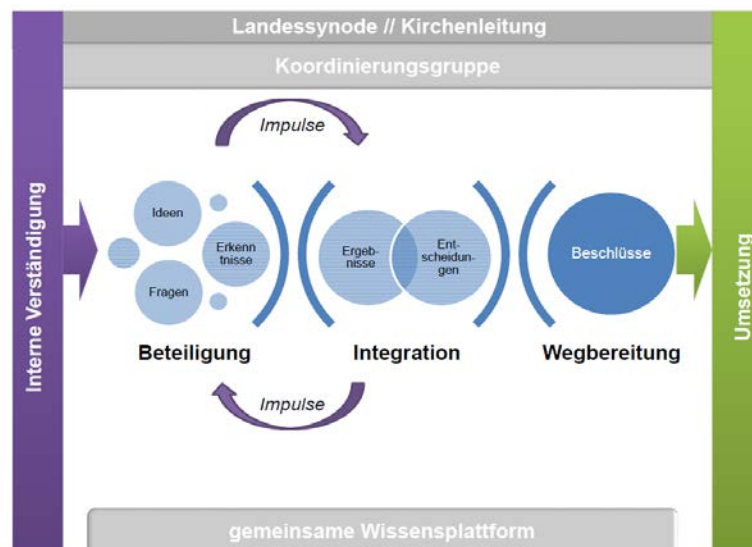 Landessynode // Kirchenleitung
Koordinierungsgruppe
Interne Verständigung
Impulse
Ideen
Erkenn
tnisse
Fragen
Ergeb-
nisse
Ent-
scheidun-
gen
Beschlüsse
Beteiligung
Integration
Wegbereitung
Impulse
Umsetzung
gemeinsame Wissensplattform